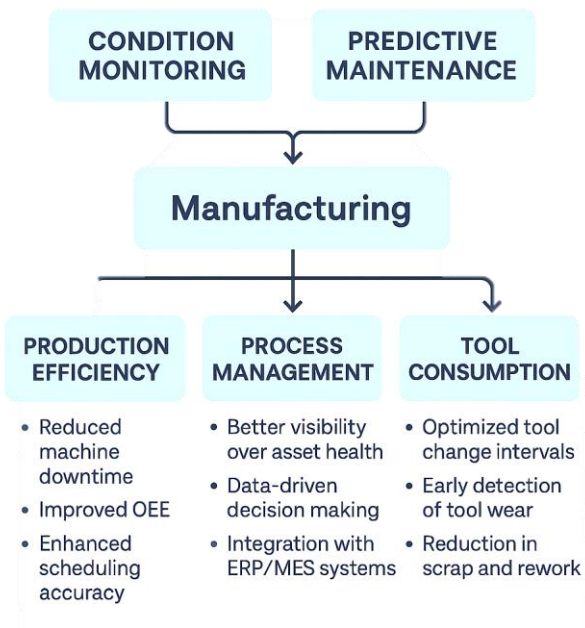 CONDITION
MONITORING
PREDICTIVE
MAINTENANCE
Manufacturing
PRODUCTION
EFFICIENCY
• Reduced
machine
downtime
• Improved OEE
• Enhanced
scheduling
accuracy
PROCESS
MANAGEMENT
• Better visibility
over asset health
• Data-driven
decision making
• Integration with
ERP/MES systems
TOOL
CONSUMPTION
• Optimized tool
change intervals
• Early detection
of tool wear
• Reduction in
scrap and rework